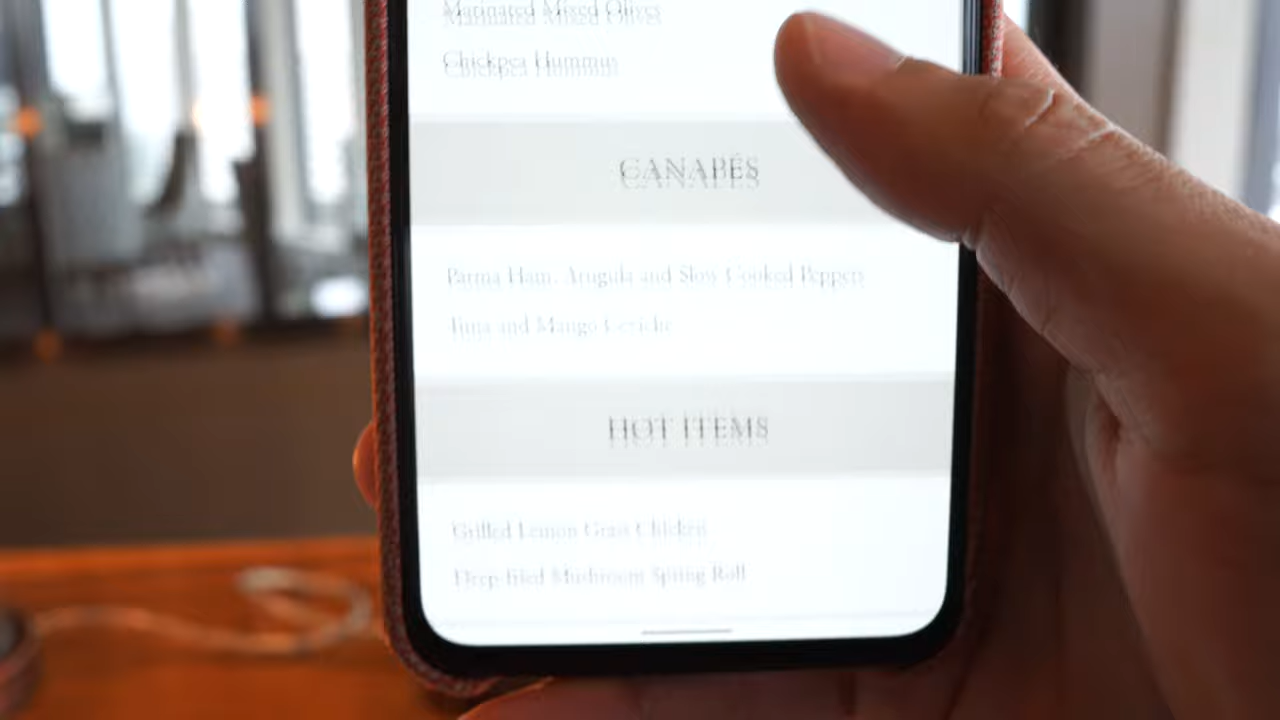 Marinated Mixed Olives
Chickpea Hummus
CANAPÉS
Parma Ham, Arugula and Slow Cooked Peppers
Tuna and Mango Ceviche
HOT ITEMS
Grilled Lemon Grass Chicken
Deep fried Mushroom Spring Roll